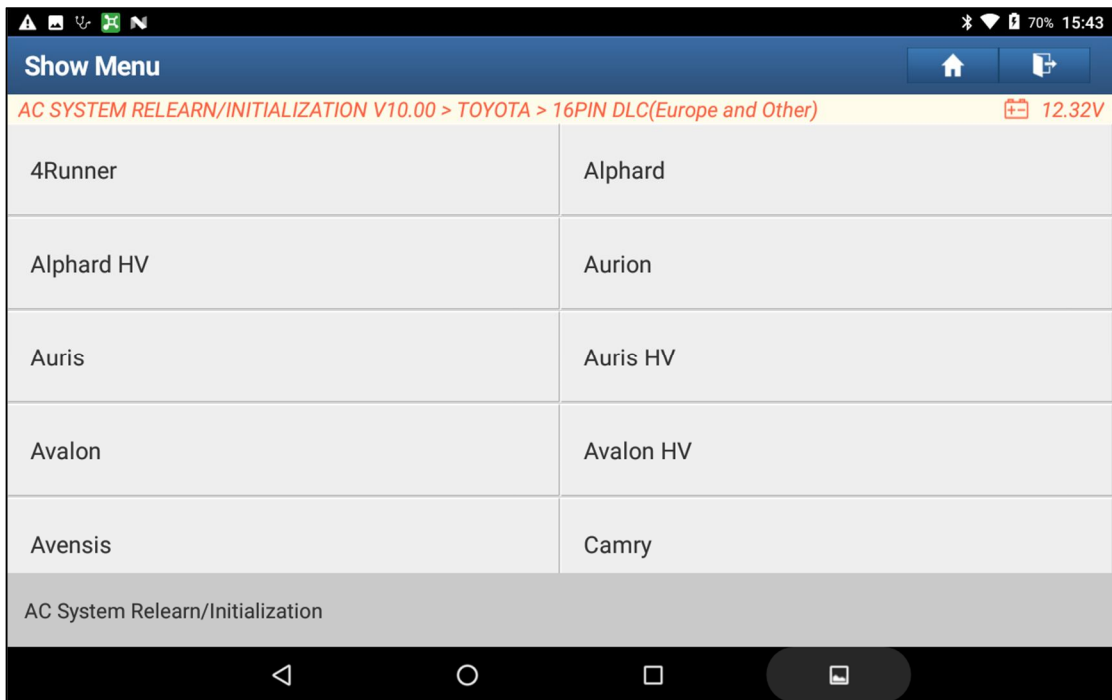 70% 15:43
Show Menu
AC SYSTEM RELEARN/INITIALIZATION V10.00 > TOYOTA > 16PIN DLC(Europe and Other) 12.32V
4Runner Alphard
Alphard HV Aurion
Auris Auris HV
Avalon Avalon HV
Avensis Camry
AC System Relearn/Initialization